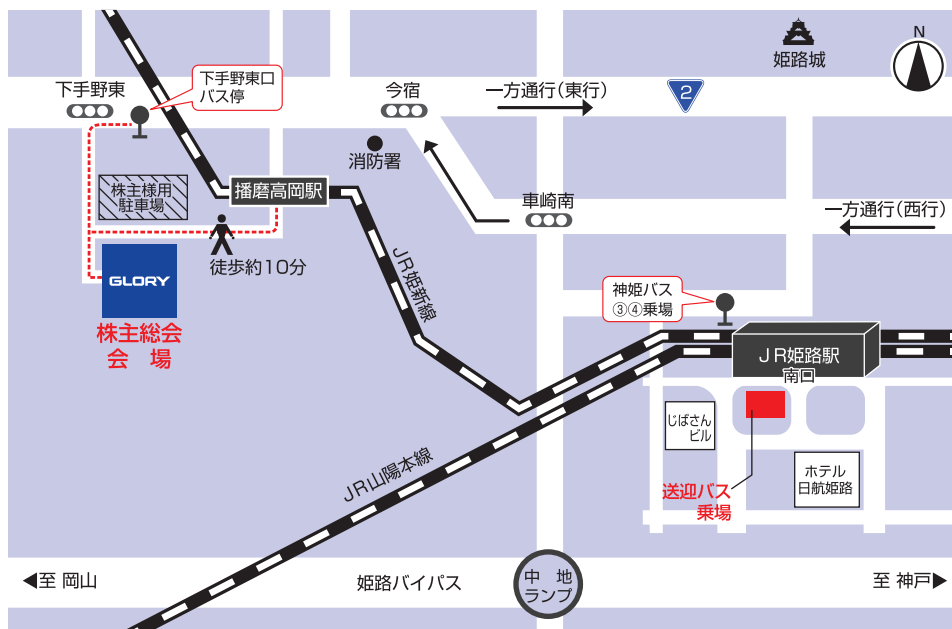 姫路城
N
下手野東口
バス停
下手野東
今宿
一方通行(東行)
2
消防署
株主様用
駐車場
播磨高岡駅
車崎南
一方通行(西行)
徒歩約10分
GLORY
株主総会
会 場
JR姫新線
神姫バス
③④乗場
JR姫路駅
南口
じばさん
ビル
ホテル
日航姫路
送迎バス
乗場
JR山陽本線
◀至 岡山
姫路バイパス
中 地
ランプ
至 神戸▶